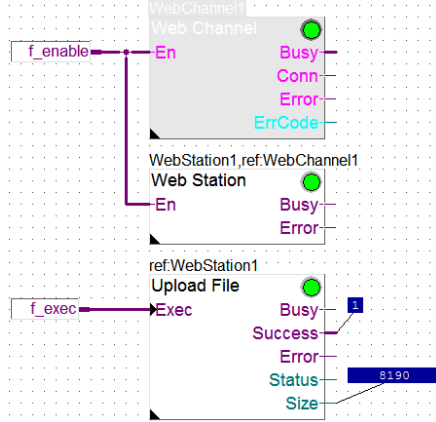 WebChannel1
Web Channel
f_enable
En
Busy
Conn
Error
ErrCode
WebStation1,ref:WebChannel1
Web Station
En
Busy
Error
ref:WebStation1
Upload File
f_exec
Exec
Busy
1
Success
Error
Status
8190
Size